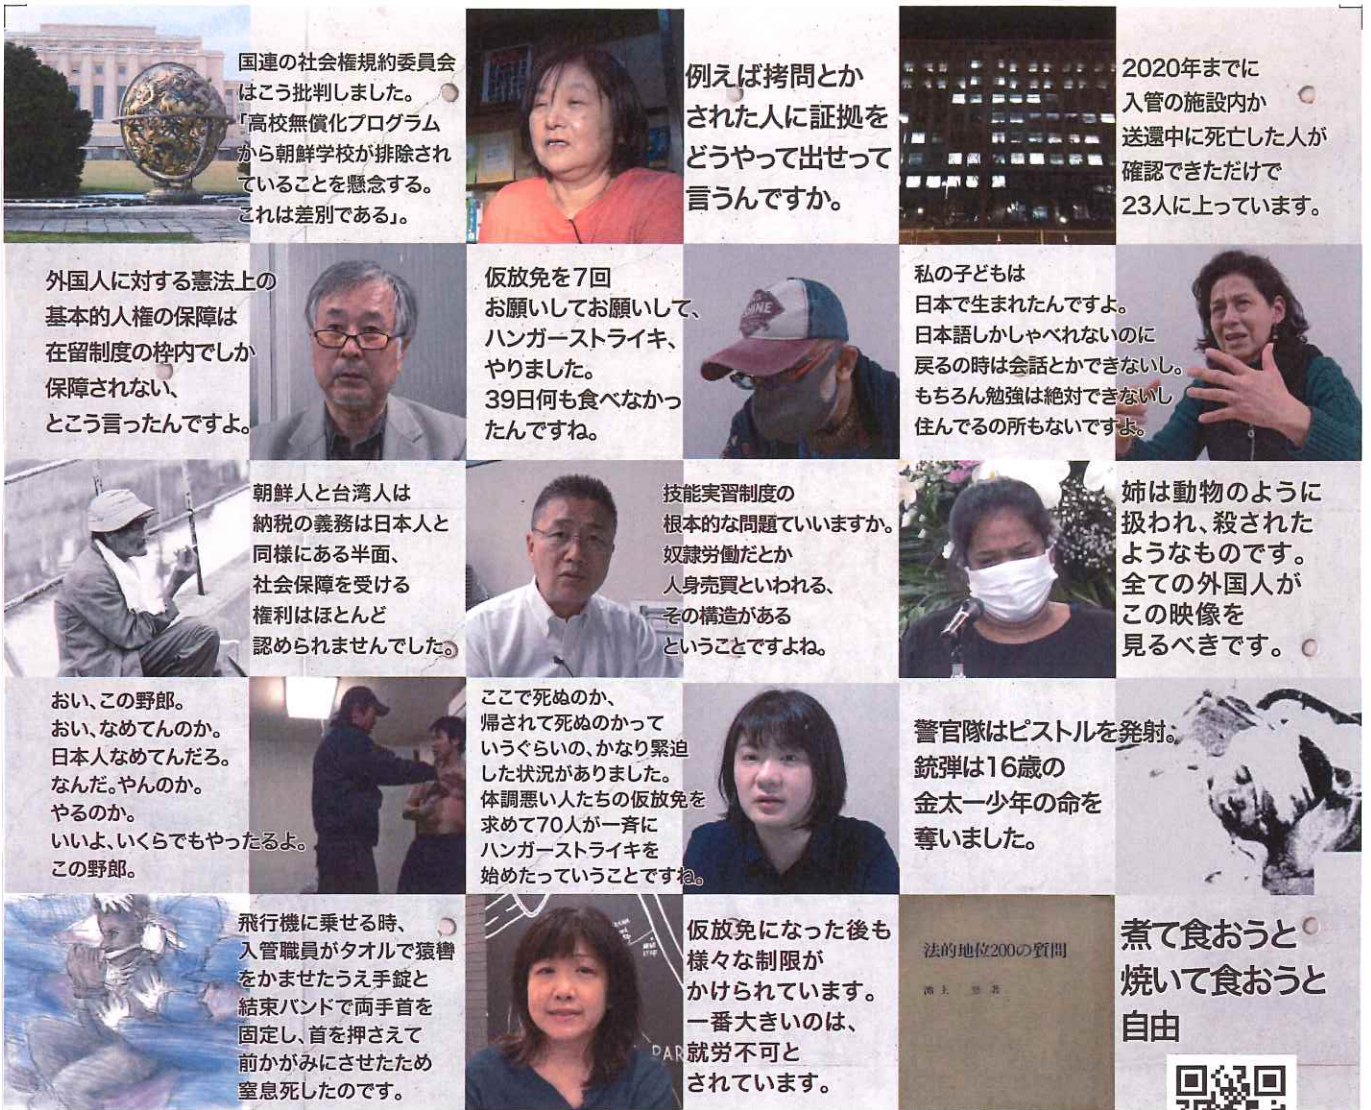 国連の社会権規約委員会
はこう批判しました。
「高校無償化プログラム
から朝鮮学校が排除され
ていることを懸念する。
これは差別である」。
例えば拷問とか
された人に証拠を
どうやって出せって
言うんですか。
2020年までに
入管の施設内か
送還中に死亡した人が
確認できただけで
23人に上っています。
外国人に対する憲法上の
基本的人権の保障は
在留制度の枠内でしか
保障されない、
とこう言ったんですよ。
仮放免を7回
お願いしてお願いして、
ハンガーストライキ、
やりました。
39日何も食べなかっ
たんですね。
私の子どもは
日本で生まれたんですよ。
日本語しかしゃべれないのに
戻るの時は会話とかできないし。
もちろん勉強は絶対できないし
住んでるの所もないですよ。
朝鮮人と台湾人は
納税の義務は日本人と
同様にある半面、
社会保障を受ける
権利はほとんど
認められませんでした。
技能実習制度の
根本的な問題ていいますか。
奴隷労働だとか
人身売買といわれる、
その構造がある
ということですよね。
姉は動物のように
扱われ、殺された
ようなものです。
全ての外国人が
この映像を
見るべきです。
おい、この野郎。
おい、なめてんのか。
日本人なめてんだろ。
なんだ。やんのか。
やるのか。
いいよ、いくらでもやったるよ。
この野郎。
ここで死ぬのか、
帰されて死ぬのかって
いうぐらいの、かなり緊迫
した状況がありました。
体調悪い人たちの仮放免を
求めて70人が一斉に
ハンガーストライキを
始めたっていうことですね。
警官隊はピストルを発射。
銃弾は16歳の
金太一少年の命を
奪いました。
飛行機に乗せる時、
入管職員がタオルで猿轡
をかませたうえ手錠と
結束バンドで両手首を
固定し、首を押さえて
前かがみにさせたため
窒息死したのです。
PAR
仮放免になった後も
様々な制限が
かけられています。
一番大きいのは、
就労不可と
されています。
法的地位200の質問
池上 努 著
煮て食おうと
焼いて食おうと
自由